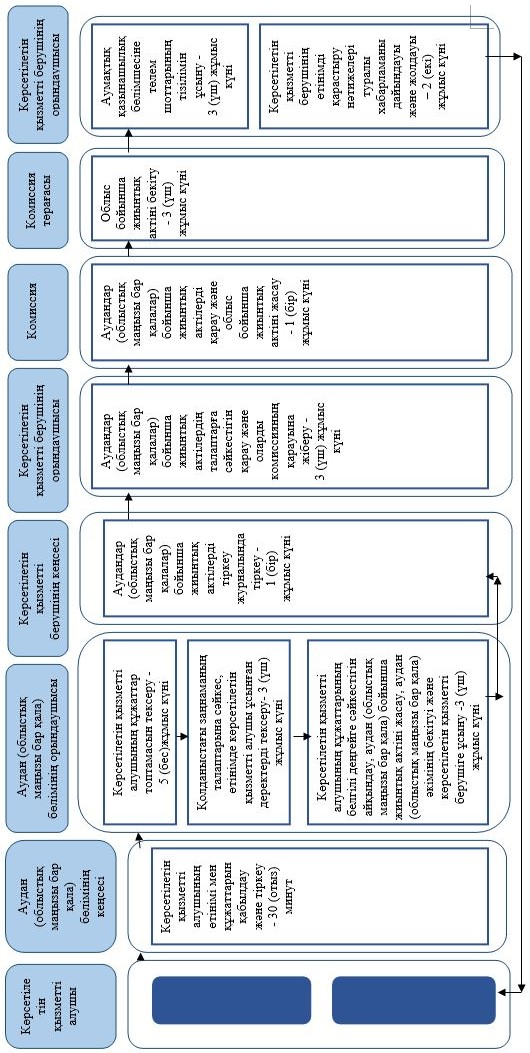 Көрсетіле
тін
қызметті
алушы
Аудан
(облыстық
маңызы бар
қала)
бөлімінің
кеңсесі
Көрсетілетін
қызметті
алушының
өтінімі мен
құжаттарын
қабылдау
және тіркеу
- 30 (отыз)
минут
Аудан (облыстық
маңызы бар қала)
бөлімінің орындаушысы
Көрсетілетін қызметті
алушының құжаттар
топтамасын тексеру -
5 (бес)жұмыс күні
Қолданыстағы заңнаманың
талаптарына сәйкес,
өтінімде көрсетілетін
қызметті алушы ұсынған
деректерді тексеру- 3 (үш)
жұмыс күні
Көрсетілетін қызметті
алушының құжаттарының
белгілі деңгейге сәйкестігін
айқындау, аудан (облыстық
маңызы бар қала) бойынша
жиынтық актіні жасау, аудан
(облыстық маңызы бар қала)
әкімінің бекітуі және
көрсетілетін қызметті
берушіге ұсыну -3 (үш)
жұмыс күні
Көрсетілетін
қызметті
берушінің кеңсесі
Аудандар
(облыстық
маңызы бар
қалалар)
бойынша
жиынтық
актілерді
тіркеу
журналында
тіркеу -
1 (бір)
жұмыс күні
Көрсетілетін
қызметті берушінің
орындаушысы
Аудандар
(облыстық
маңызы бар
қалалар)
бойынша
жиынтық
актілердің
талаптарға
сәйкестігін
қарау және
оларды
комиссияның
қарауына
жіберу -
3 (үш) жұмыс
күні
Комиссия
Аудандар
(облыстық
маңызы бар
қалалар)
бойынша
жиынтық
актілерді
қарау және
облыс
бойынша
жиынтық
актіні жасау
- 1 (бір)
жұмыс күні
Комиссия
төрағасы
Облыс
бойынша
жиынтық
актіні бекіту
- 3 (үш)
жұмыс күні
Көрсетілетін
қызметті берушінің
орындаушысы
Аумақтық
қазынашылық
бөлімшесіне
төлем
шоттарының
тізілімін
ұсыну -
3 (үш) жұмыс
күні
Көрсетілетін
қызметті
берушінің
өтінімді
қарастыру
нәтижелері
туралы
хабарламаны
дайындауы
және жолдауы
– 2 (екі)
жұмыс күні